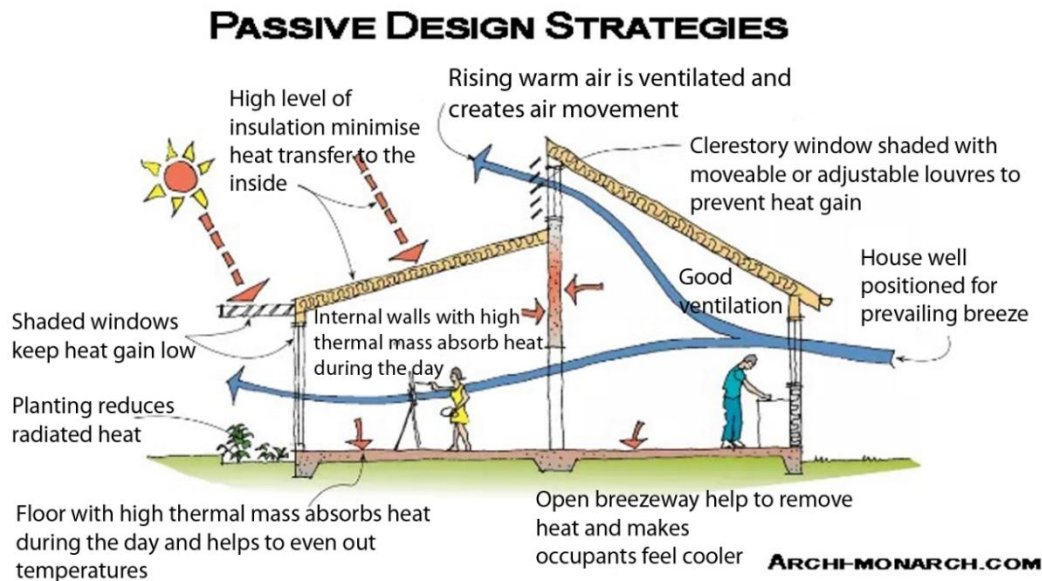 PASSIVE DESIGN STRATEGIES
High level of
insulation minimise
heat transfer to the
inside
Rising warm air is ventilated and
creates air movement
Clerestory window shaded with
moveable or adjustable louvres to
prevent heat gain
House well
positioned for
prevailing breeze
Good
ventilation
Shaded windows
keep heat gain low
Internal walls with high
thermal mass absorb heat
during the day
Planting reduces
radiated heat
Floor with high thermal mass absorbs heat
during the day and helps to even out
temperatures
Open breezeway help to remove
heat and makes
occupants feel cooler
ARCHI-MONARCH.COM